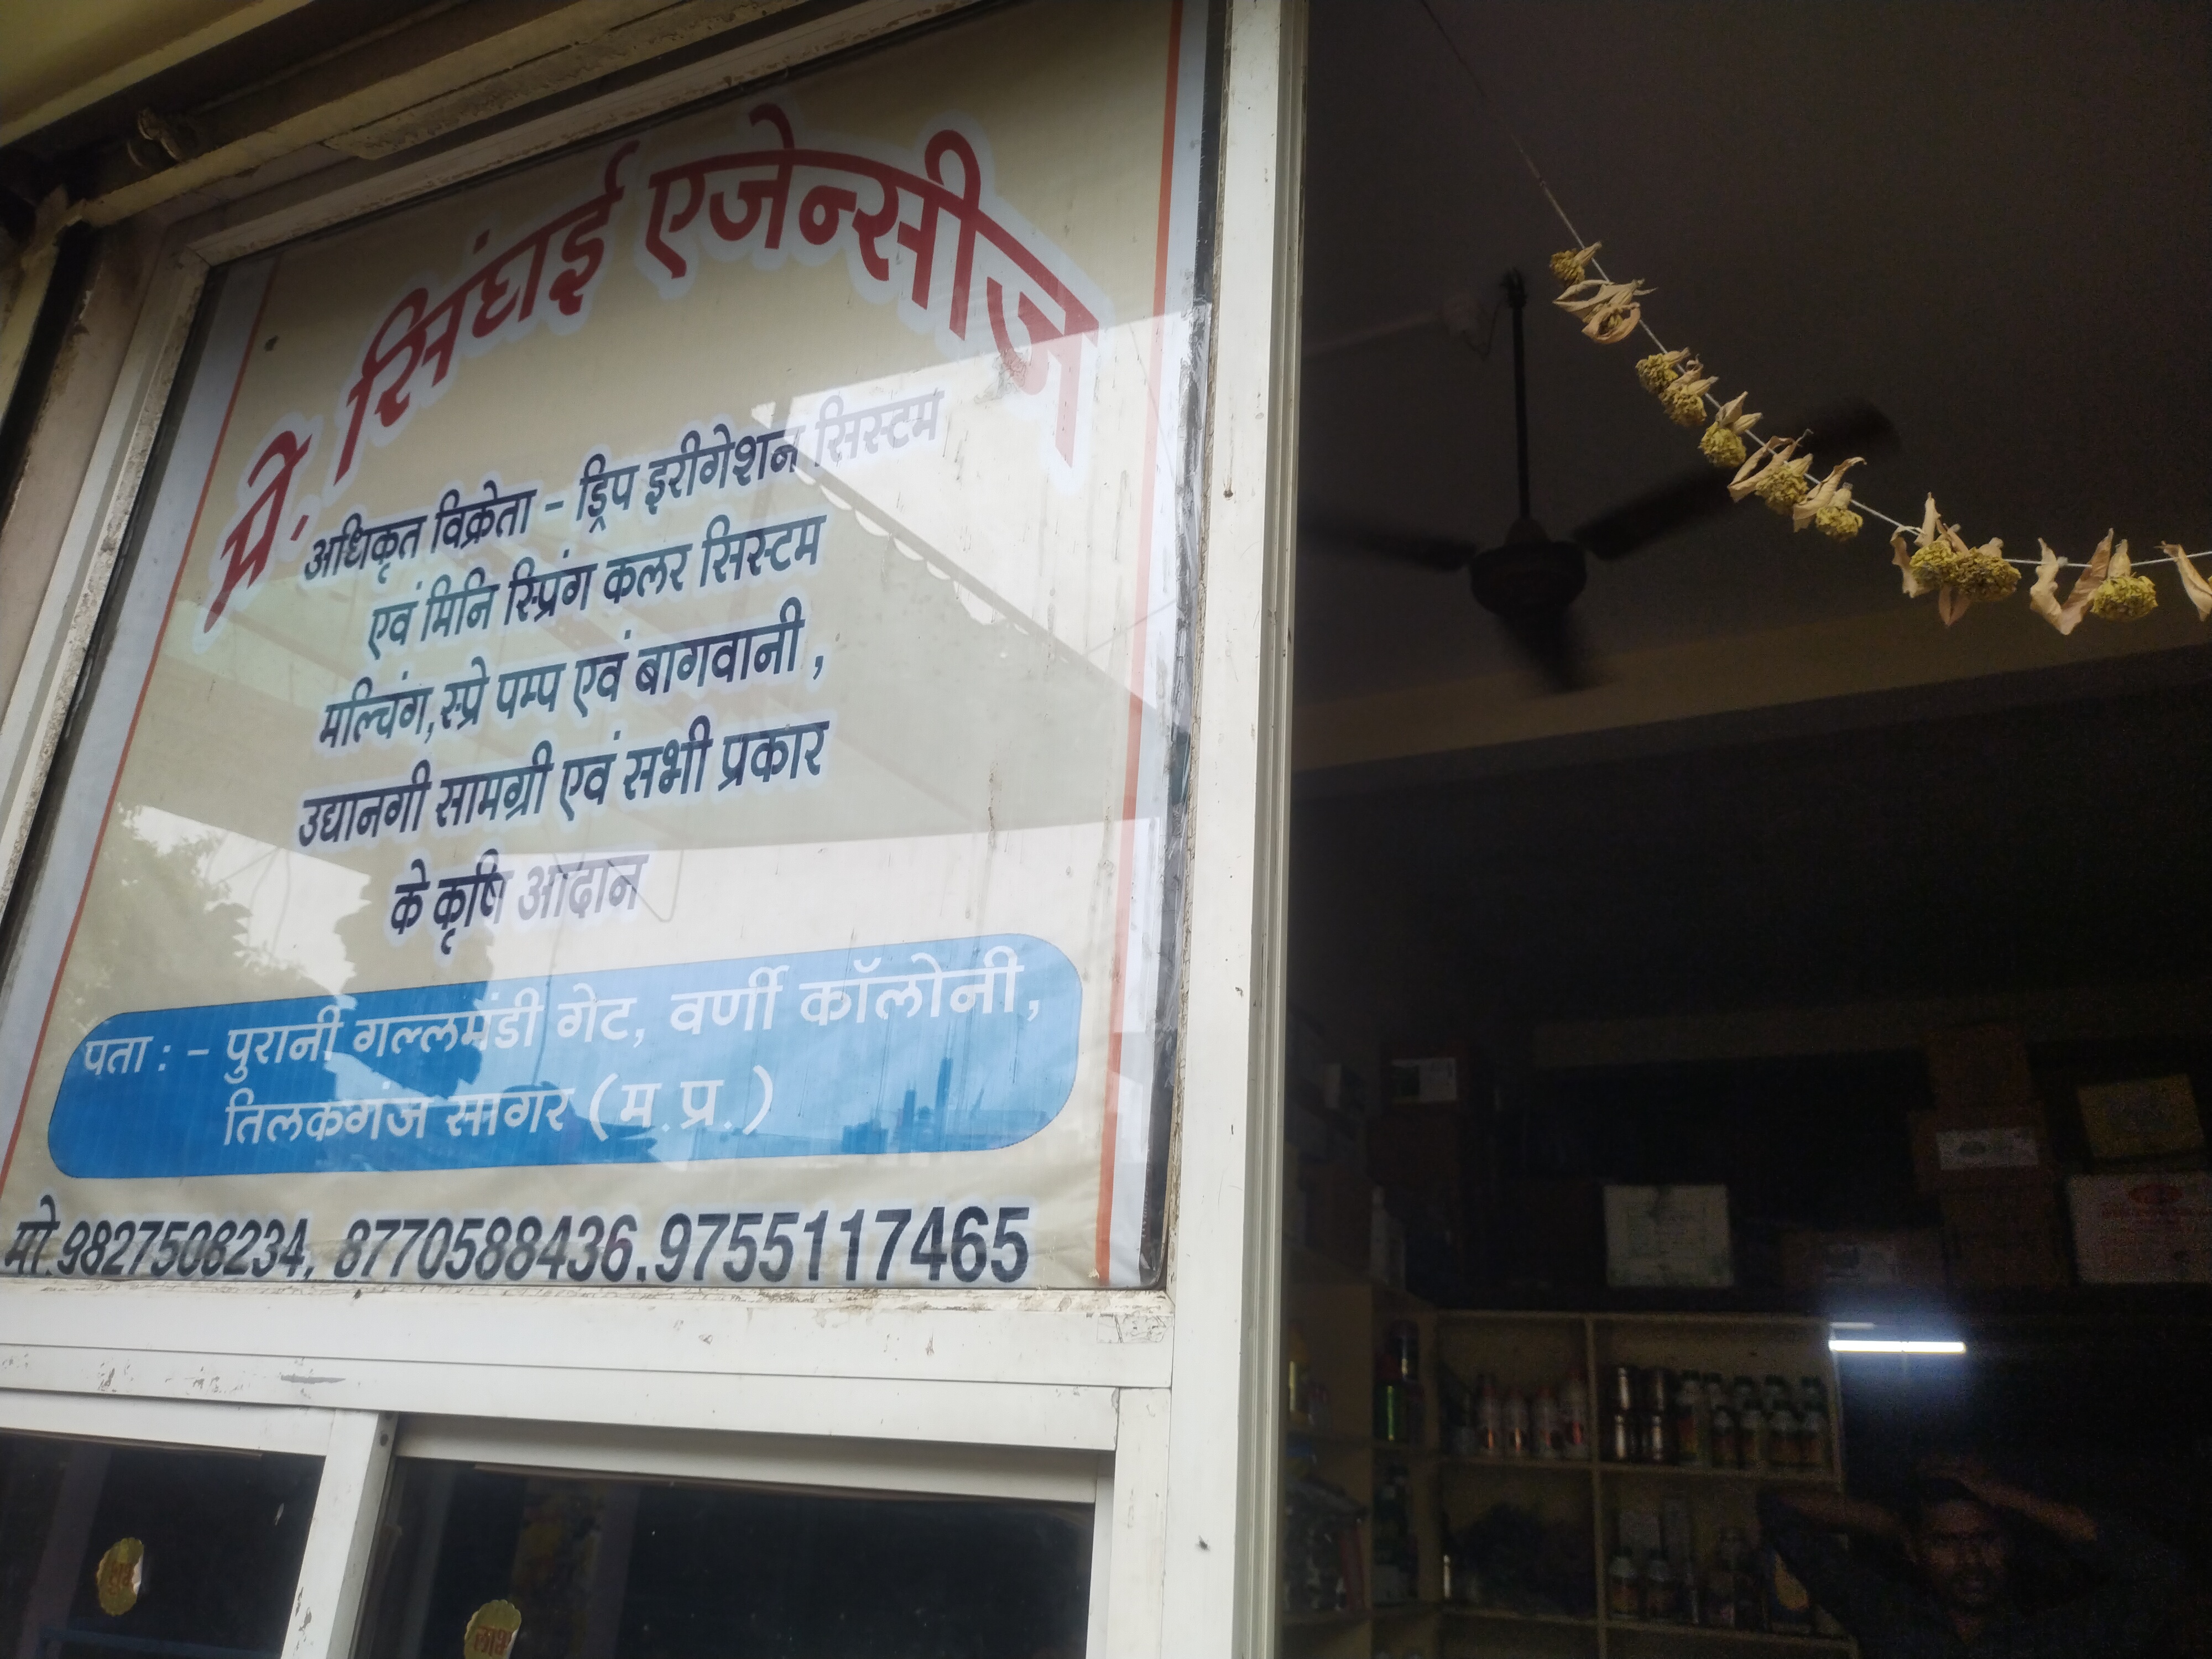 मे. सिंघई एजेन्सीज
अधिकृत विक्रेता - ड्रिप इरीगेशन सिस्टम
एवं मिनि स्प्रिंग कलर सिस्टम
मल्चिंग,स्प्रे पम्प एवं बागवानी ,
उद्यानगी सामग्री एवं सभी प्रकार
के कृषि आदान
पता : - पुरानी गल्लमंडी गेट, वर्णी कॉलोनी,
तिलकगंज सागर (म.प्र.)
मो.9827508234, 8770588436.9755117465
शुभ
लाभ